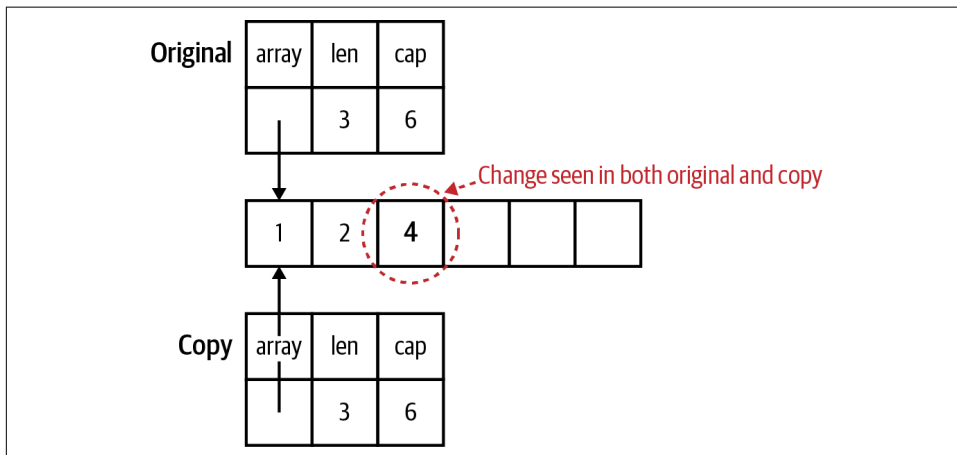 Original array len cap
3 6
Change seen in both original and copy
1 2 4
Copy array len cap
3 6